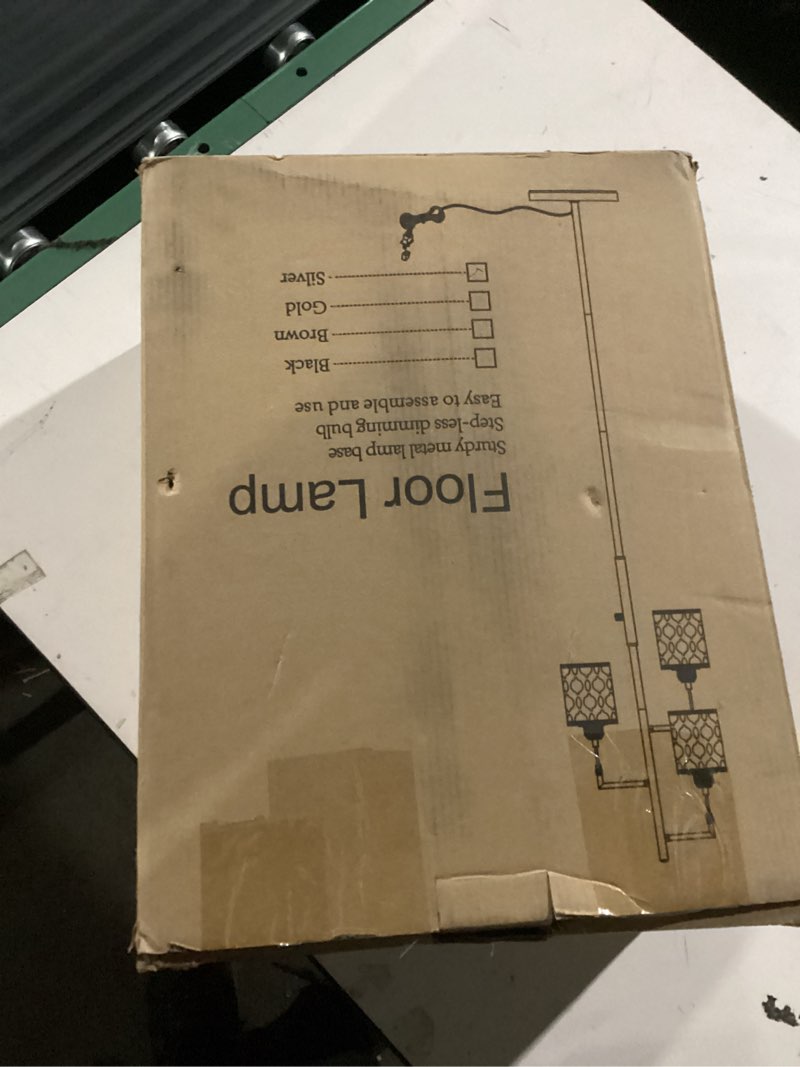 Floor Lamp
Sturdy metal lamp base
Step-less dimming bulb
Easy to assemble and use
Black
Brown
Gold
Silver